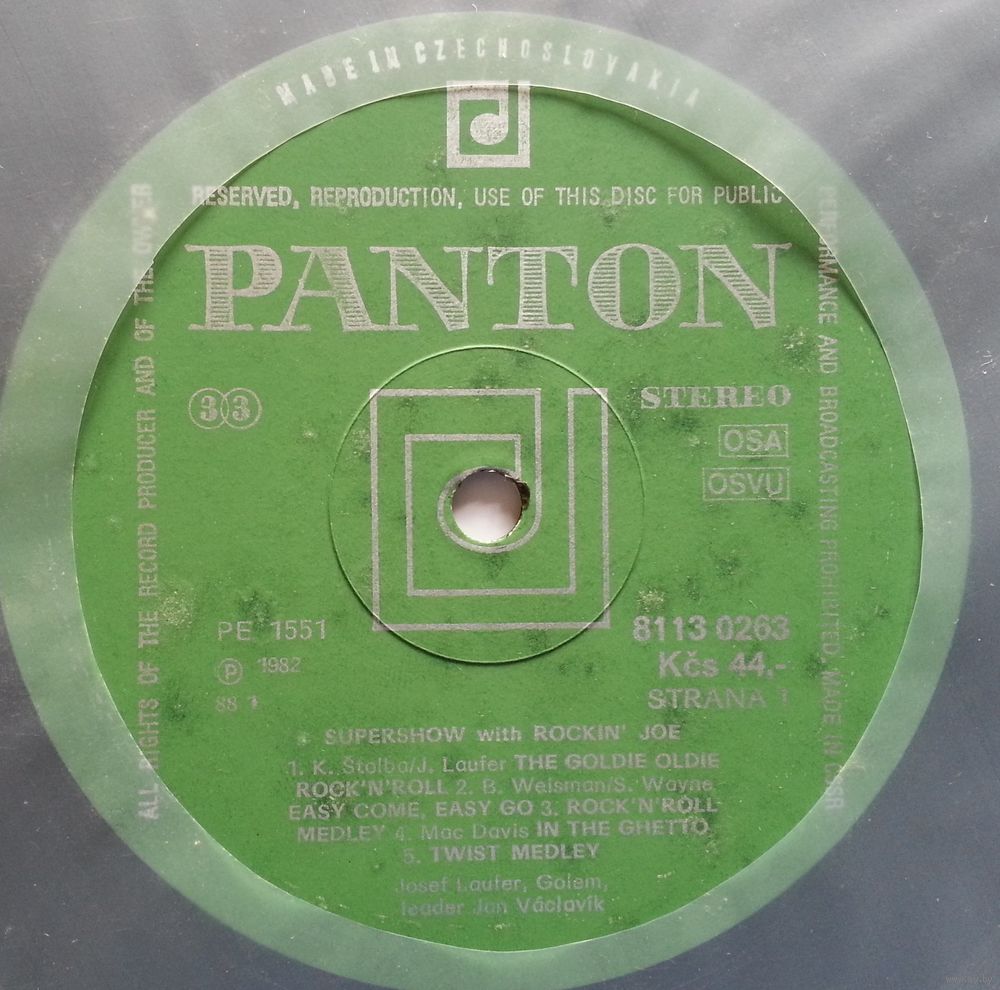 MADE IN CZECHOSLOVAKIA
ALL RIGHTS OF THE RECORD PRODUCER AND OF THE OWNER
RESERVED, REPRODUCTION, USE OF THIS DISC FOR PUBLIC
PERFORMANCE AND BROADCASTING PROHIBITED, MADE IN ČSSR
PANTON
33
STEREO
OSA
OSVU
PE 1551
8113 0263
Ⓟ 1982
Kčs 44,-
88 1
STRANA 1
SUPERSHOW with ROCKIN' JOE
1. K. Štolba/J. Laufer THE GOLDIE OLDIE
ROCK'N'ROLL 2. B. Weisman/S. Wayne
EASY COME, EASY GO 3. ROCK'N'ROLL
MEDLEY 4. Mac Davis IN THE GHETTO
5. TWIST MEDLEY
Josef Laufer, Golem,
leader Jan Václavík